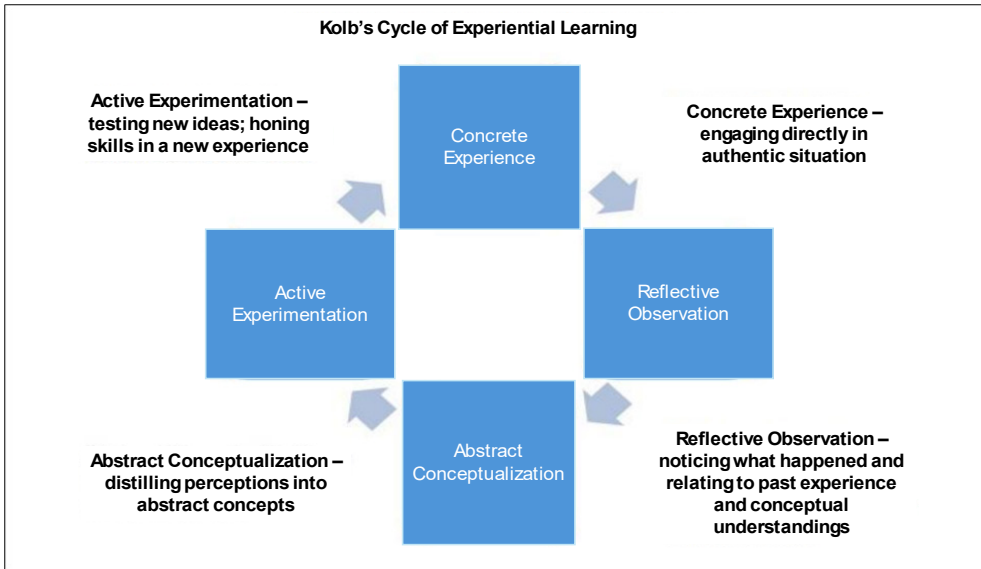 Kolb’s Cycle of Experiential Learning
Active Experimentation –
testing new ideas; honing
skills in a new experience
Concrete
Experience
Concrete Experience –
engaging directly in
authentic situation
Active
Experimentation
Reflective
Observation
Abstract Conceptualization –
distilling perceptions into
abstract concepts
Abstract
Conceptualization
Reflective Observation –
noticing what happened and
relating to past experience
and conceptual
understandings